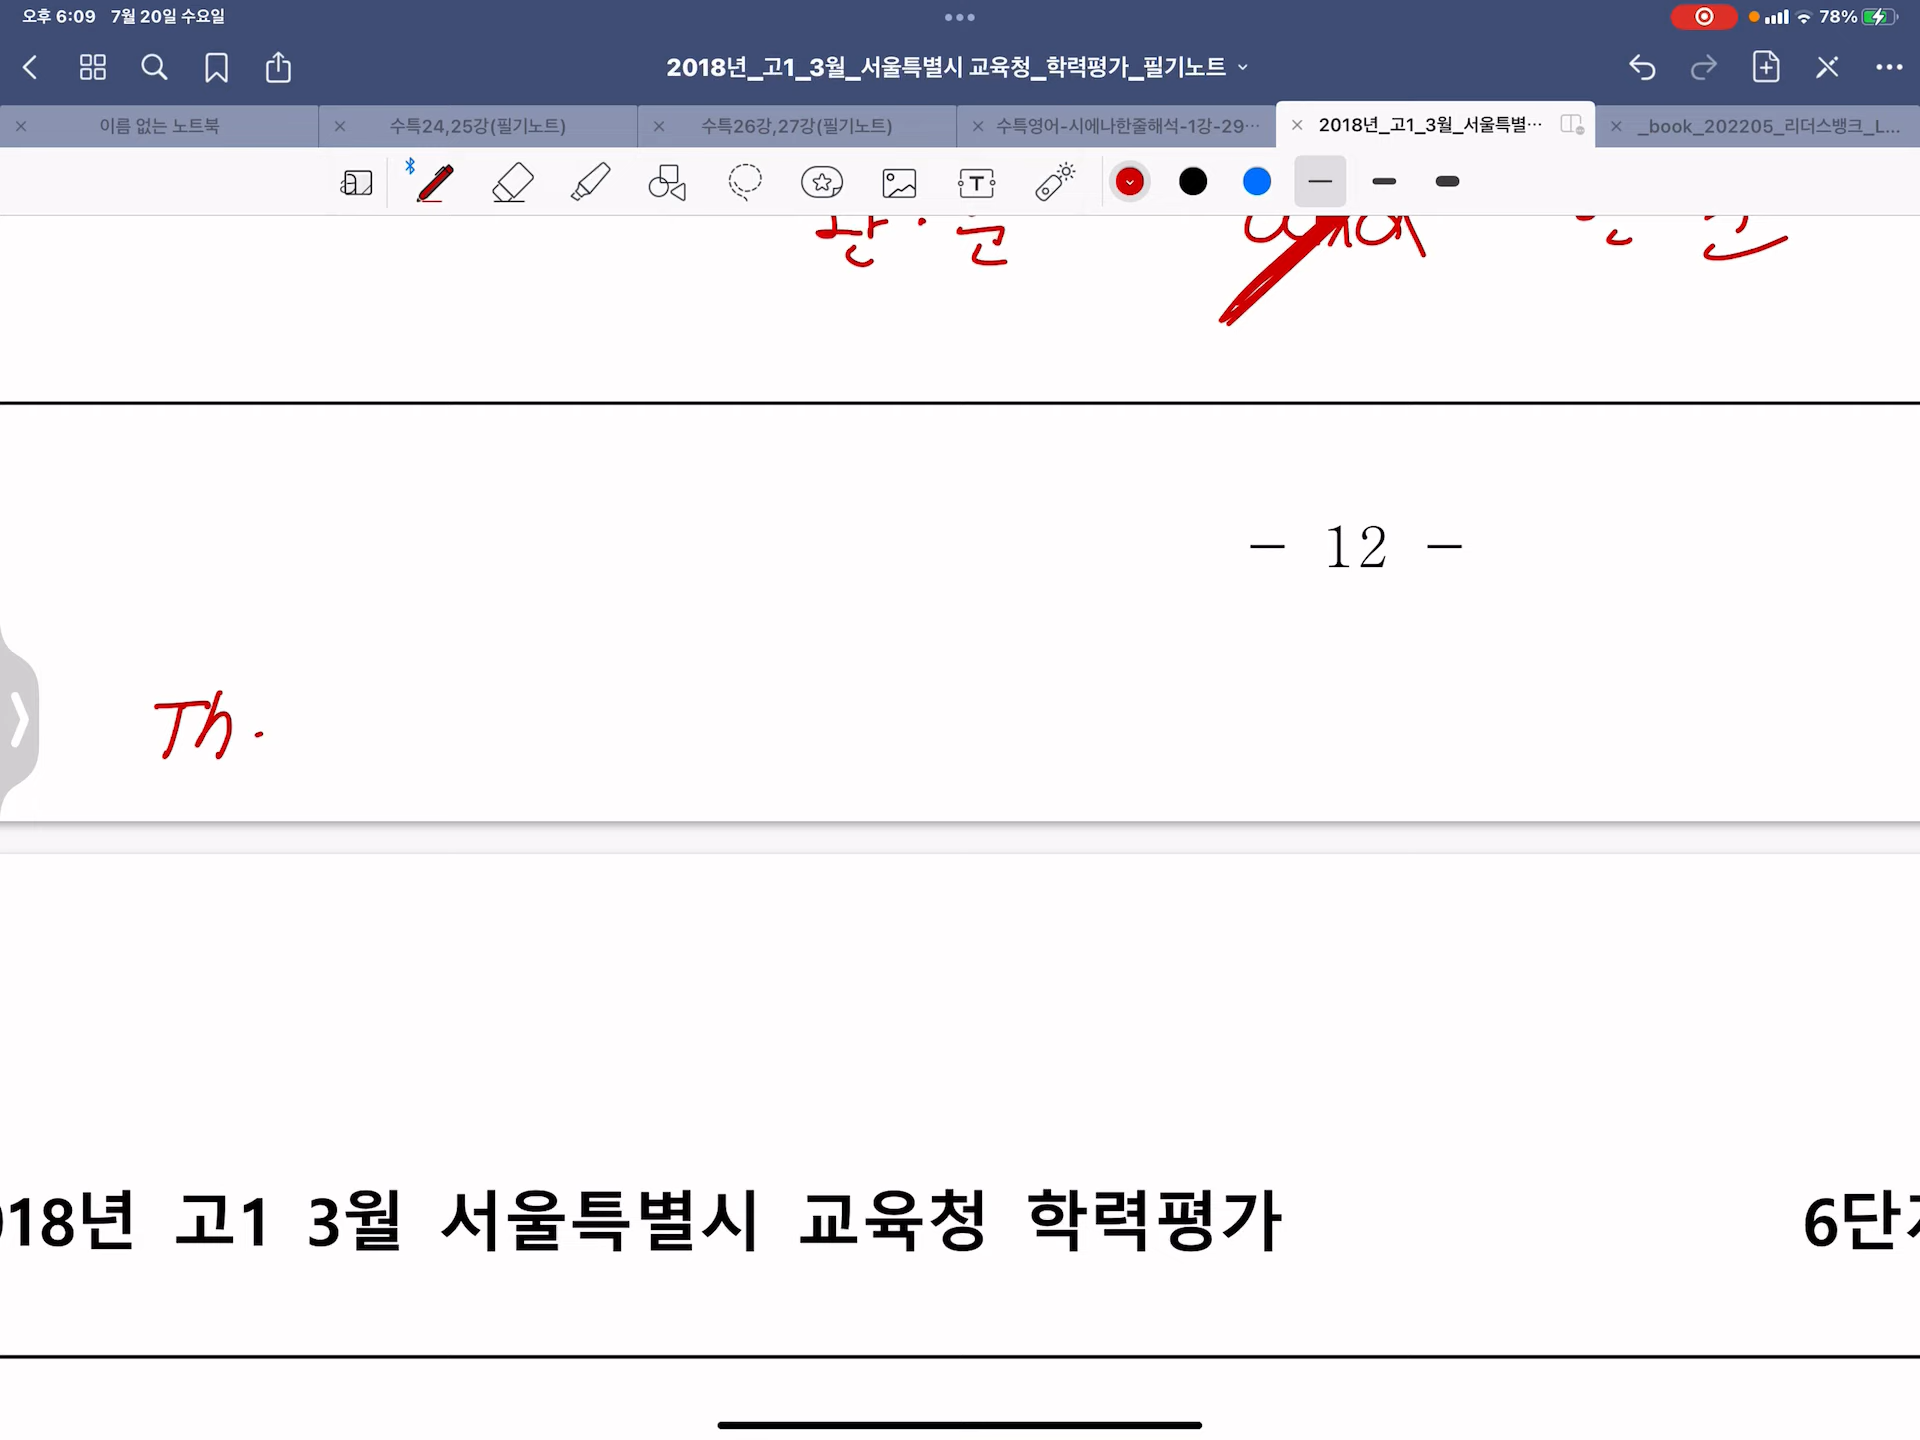 오후 6:09 7월 20일 수요일
78%
2018년_고1_3월_서울특별시 교육청_학력평가_필기노트
이름 없는 노트북
수특24,25강(필기노트)
수특26강,27강(필기노트)
수특영어-시에나한줄해석-1강-29…
2018년_고1_3월_서울특별…
_book_202205_리더스뱅크_L...
- 12 -
Th.
018년 고1 3월 서울특별시 교육청 학력평가